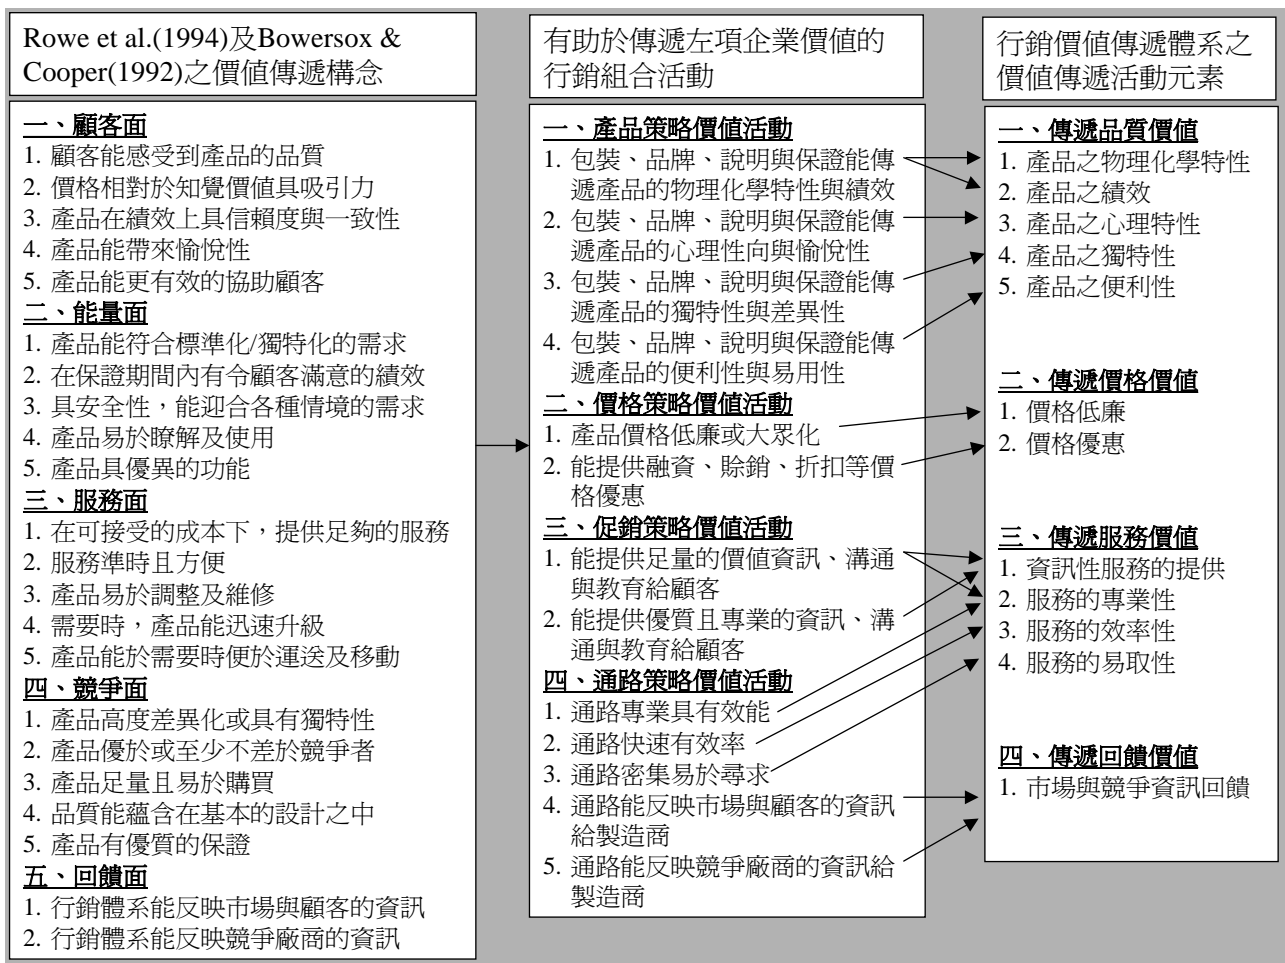 Rowe et al.(1994)及Bowersox &
Cooper(1992)之價值傳遞構念
一、顧客面
1. 顧客能感受到產品的品質
2. 價格相對於知覺價值具吸引力
3. 產品在績效上具信賴度與一致性
4. 產品能帶來愉悅性
5. 產品能更有效的協助顧客
二、能量面
1. 產品能符合標準化/獨特化的需求
2. 在保證期間內有令顧客滿意的績效
3. 具安全性，能迎合各種情境的需求
4. 產品易於瞭解及使用
5. 產品具優異的功能
三、服務面
1. 在可接受的成本下，提供足夠的服務
2. 服務準時且方便
3. 產品易於調整及維修
4. 需要時，產品能迅速升級
5. 產品能於需要時便於運送及移動
四、競爭面
1. 產品高度差異化或具有獨特性
2. 產品優於或至少不差於競爭者
3. 產品足量且易於購買
4. 品質能蘊含在基本的設計之中
5. 產品有優質的保證
五、回饋面
1. 行銷體系能反映市場與顧客的資訊
2. 行銷體系能反映競爭廠商的資訊
有助於傳遞左項企業價值的
行銷組合活動
一、產品策略價值活動
1. 包裝、品牌、說明與保證能傳
遞產品的物理化學特性與績效
2. 包裝、品牌、說明與保證能傳
遞產品的心理性向與愉悅性
3. 包裝、品牌、說明與保證能傳
遞產品的獨特性與差異性
4. 包裝、品牌、說明與保證能傳
遞產品的便利性與易用性
二、價格策略價值活動
1. 產品價格低廉或大眾化
2. 能提供融資、賒銷、折扣等價
格優惠
三、促銷策略價值活動
1. 能提供足量的價值資訊、溝通
與教育給顧客
2. 能提供優質且專業的資訊、溝
通與教育給顧客
四、通路策略價值活動
1. 通路專業具有效能
2. 通路快速有效率
3. 通路密集易於尋求
4. 通路能反映市場與顧客的資訊
給製造商
5. 通路能反映競爭廠商的資訊給
製造商
行銷價值傳遞體系之
價值傳遞活動元素
一、傳遞品質價值
1. 產品之物理化學特性
2. 產品之績效
3. 產品之心理特性
4. 產品之獨特性
5. 產品之便利性
二、傳遞價格價值
1. 價格低廉
2. 價格優惠
三、傳遞服務價值
1. 資訊性服務的提供
2. 服務的專業性
3. 服務的效率性
4. 服務的易取性
四、傳遞回饋價值
1. 市場與競爭資訊回饋